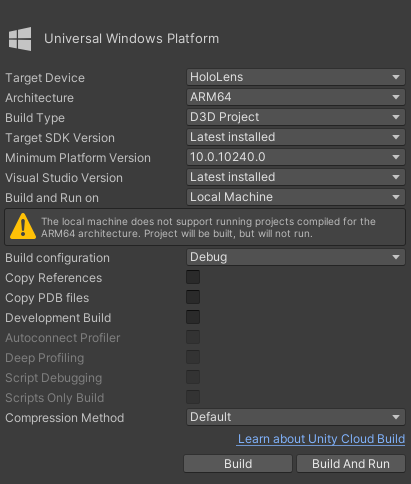 Universal Windows Platform
Target Device HoloLens
Architecture ARM64
Build Type D3D Project
Target SDK Version Latest installed
Minimum Platform Version 10.0.10240.0
Visual Studio Version Latest installed
Build and Run on Local Machine
The local machine does not support running projects compiled for the
ARM64 architecture. Project will be built, but will not run.
Build configuration Debug
Copy References
Copy PDB files
Development Build
Autoconnect Profiler
Deep Profiling
Script Debugging
Scripts Only Build
Compression Method Default
Learn about Unity Cloud Build
Build Build And Run